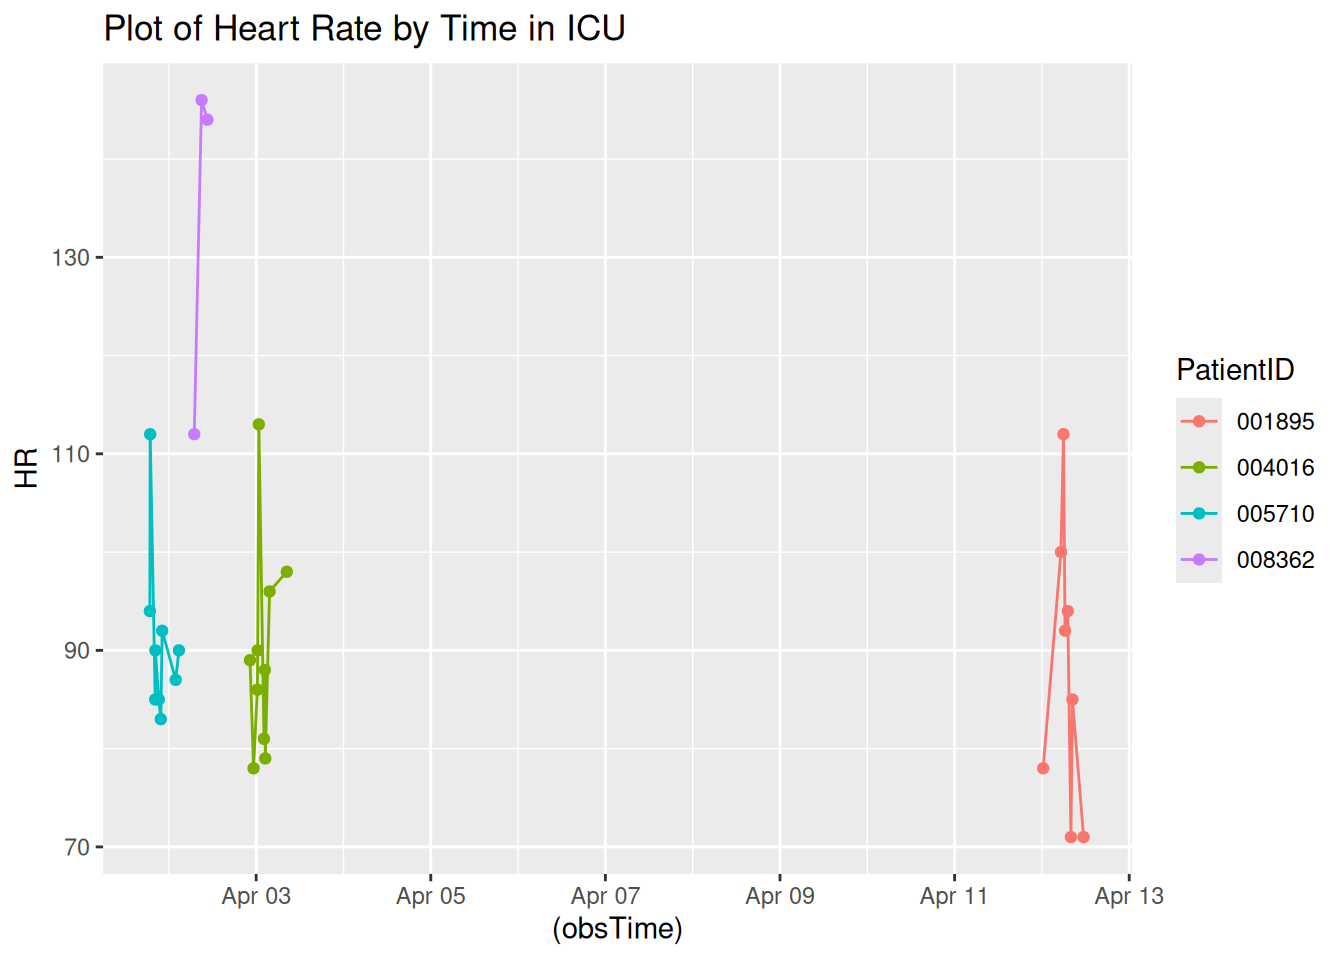 Plot of Heart Rate by Time in ICU
HR
130
110
90
70
Apr 03
Apr 05
Apr 07
Apr 09
Apr 11
Apr 13
(obsTime)
PatientID
001895
004016
005710
008362